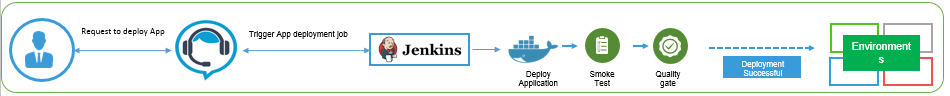 Request to deploy App
Trigger App deployment job
Jenkins
Deploy
Application
Smoke
Test
Quality
gate
Deployment
Successful
Environment
s